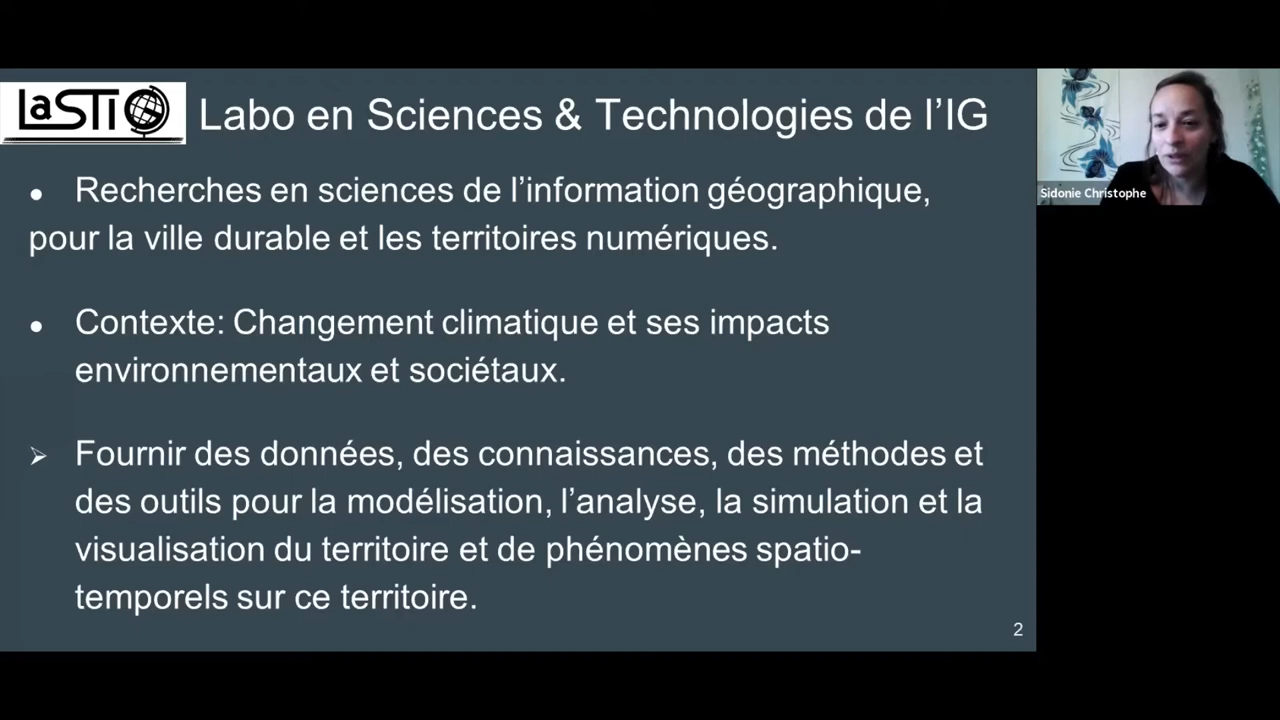 LaSTIG
Labo en Sciences & Technologies de l’IG
Sidonie Christophe
• Recherches en sciences de l’information géographique,
pour la ville durable et les territoires numériques.
• Contexte: Changement climatique et ses impacts
environnementaux et sociétaux.
➢ Fournir des données, des connaissances, des méthodes et
des outils pour la modélisation, l’analyse, la simulation et la
visualisation du territoire et de phénomènes spatio-
temporels sur ce territoire.
2